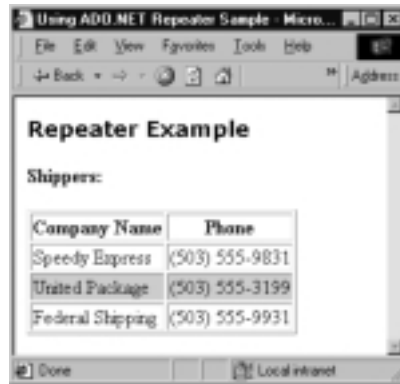 Using ADO.NET Repeater Sample - Micro...
File Edit View Favorites Tools Help
Back Address
Repeater Example
Shippers:
Company Name Phone
Speedy Express (503) 555-9831
United Package (503) 555-3199
Federal Shipping (503) 555-9931
Done Local intranet